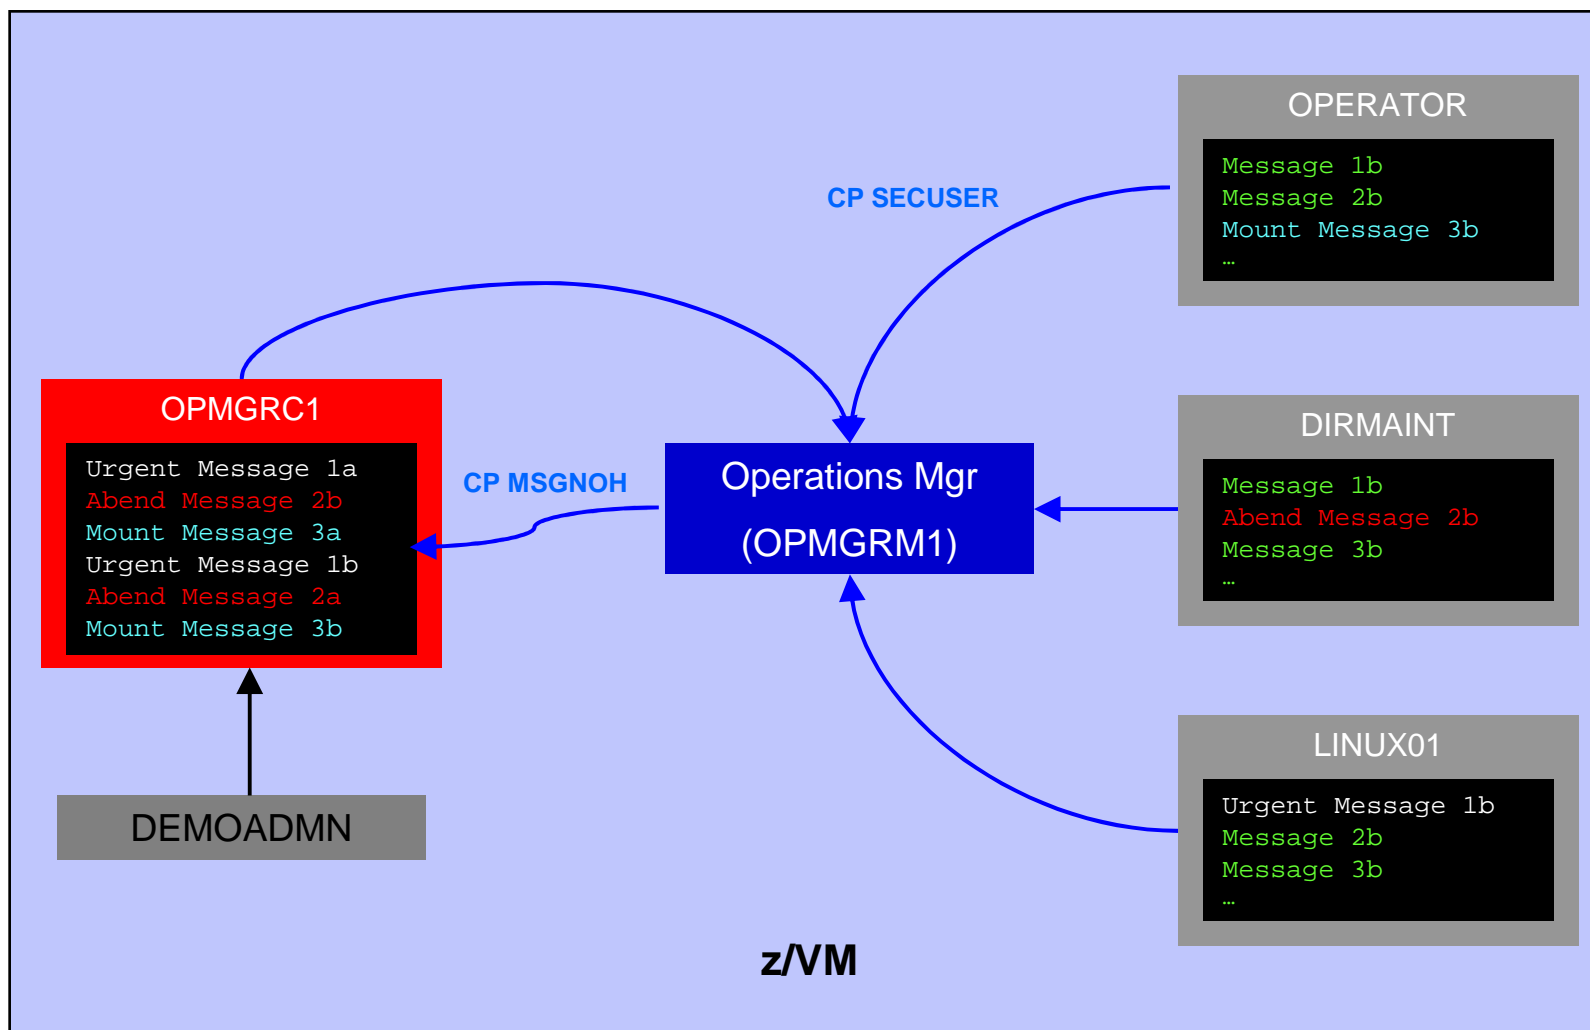 OPERATOR
Message 1b
Message 2b
Mount Message 3b
…
CP SECUSER
OPMGRC1
Urgent Message 1a
Abend Message 2b
Mount Message 3a
Urgent Message 1b
Abend Message 2a
Mount Message 3b
CP MSGNOH
Operations Mgr
(OPMGRM1)
DIRMAINT
Message 1b
Abend Message 2b
Message 3b
…
LINUX01
Urgent Message 1b
Message 2b
Message 3b
…
DEMOADMN
z/VM